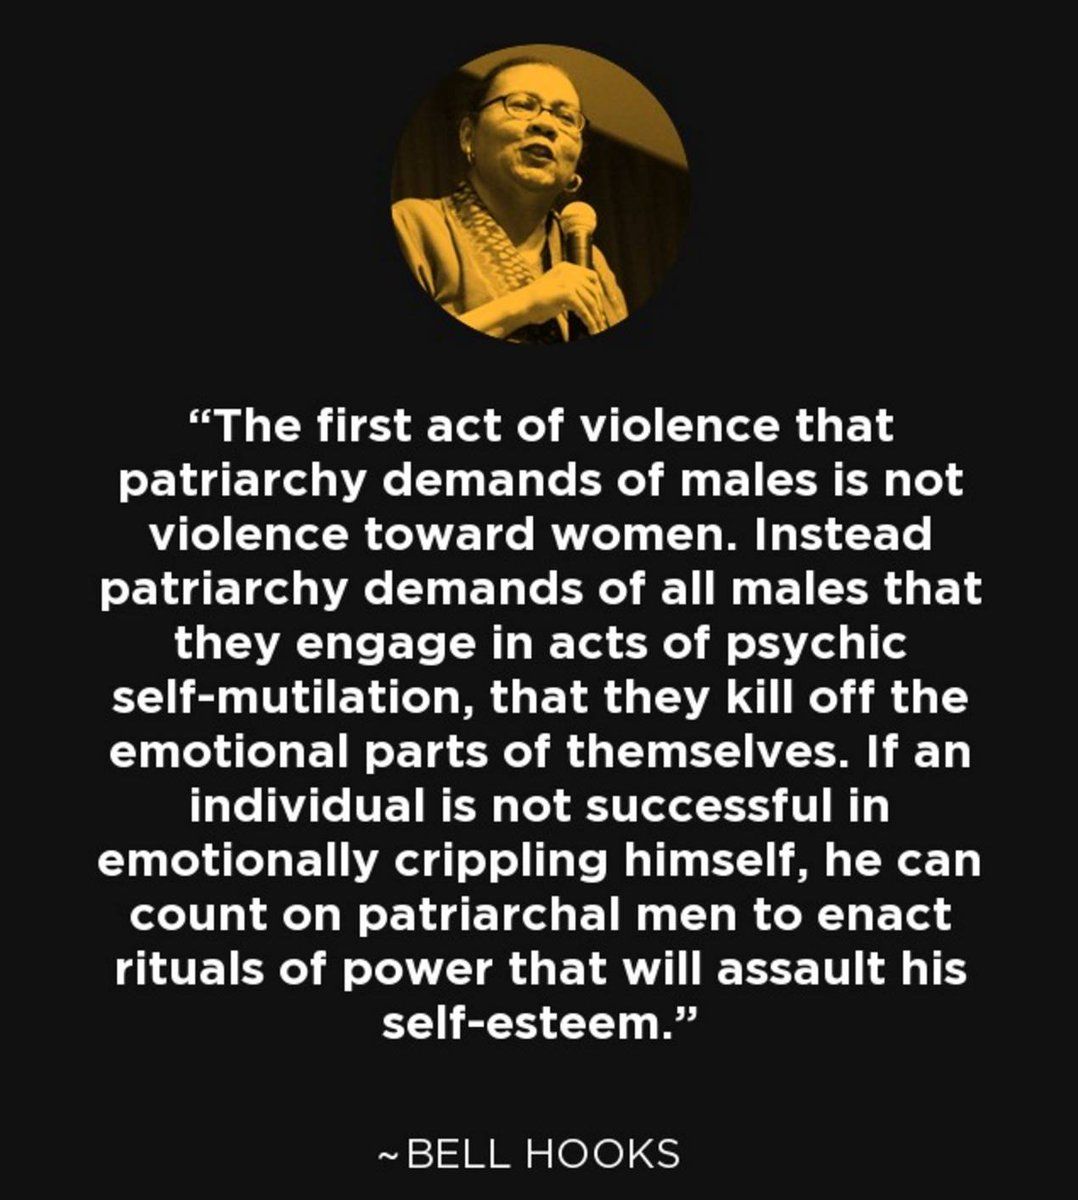 “The first act of violence that
patriarchy demands of males is not
violence toward women. Instead
patriarchy demands of all males that
they engage in acts of psychic
self-mutilation, that they kill off the
emotional parts of themselves. If an
individual is not successful in
emotionally crippling himself, he can
count on patriarchal men to enact
rituals of power that will assault his
self-esteem.”
~BELL HOOKS